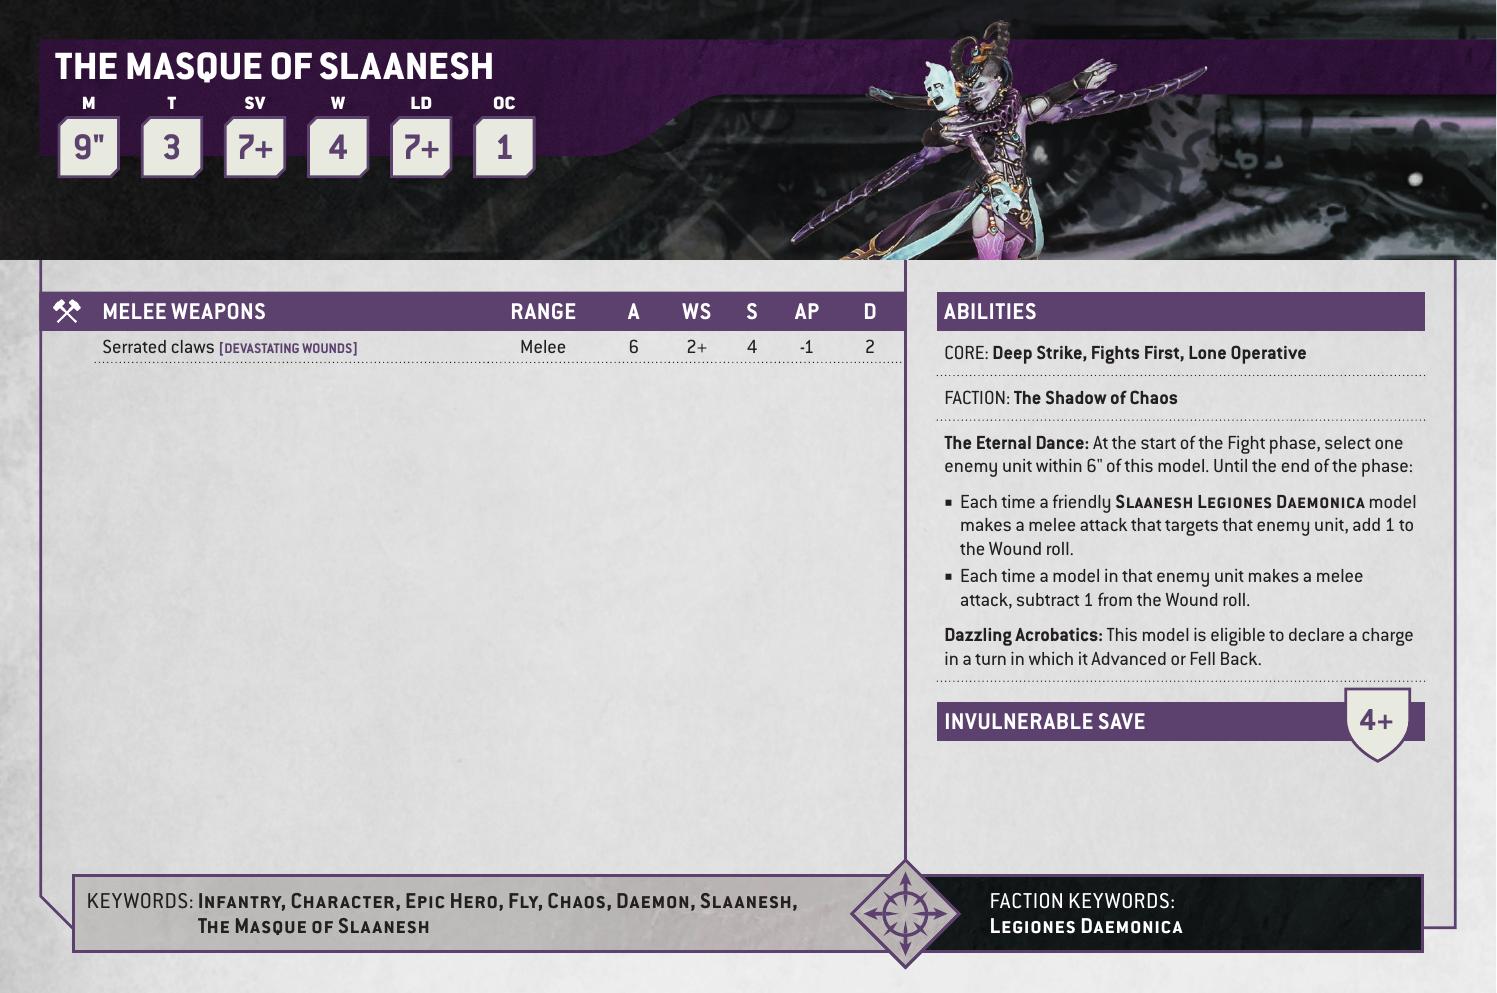 THE MASQUE OF SLAANESH
M T SV W LD OC
9" 3 7+ 4 7+ 1
MELEE WEAPONS RANGE A WS S AP D
Serrated claws [DEVASTATING WOUNDS] Melee 6 2+ 4 -1 2
ABILITIES
CORE: Deep Strike, Fights First, Lone Operative
FACTION: The Shadow of Chaos
The Eternal Dance: At the start of the Fight phase, select one
enemy unit within 6" of this model. Until the end of the phase:
▪ Each time a friendly SLAANESH LEGIONES DAEMONICA model
makes a melee attack that targets that enemy unit, add 1 to
the Wound roll.
▪ Each time a model in that enemy unit makes a melee
attack, subtract 1 from the Wound roll.
Dazzling Acrobatics: This model is eligible to declare a charge
in a turn in which it Advanced or Fell Back.
INVULNERABLE SAVE 4+
KEYWORDS: INFANTRY, CHARACTER, EPIC HERO, FLY, CHAOS, DAEMON, SLAANESH,
THE MASQUE OF SLAANESH
FACTION KEYWORDS:
LEGIONES DAEMONICA